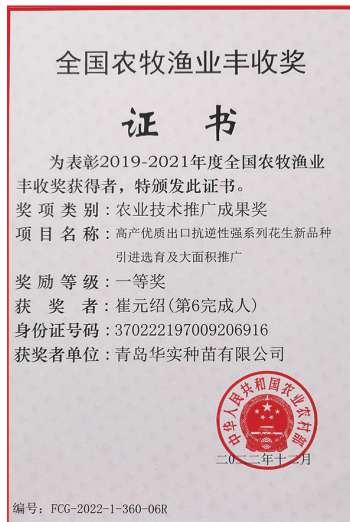 全国农牧渔业丰收奖
证书
为表彰2019-2021年度全国农牧渔业
丰收奖获得者，特颁发此证书。
奖项类别：农业技术推广成果奖
项目名称：高产优质出口抗逆性强系列花生新品种
引进选育及大面积推广
奖励等级：一等奖
获奖者：崔元绍(第6完成人)
身份证号码：370222197009206916
获奖者单位：青岛华实种苗有限公司
中华人民共和国农业农村部
二〇二二年十二月
编号：FCG-2022-1-360-06R